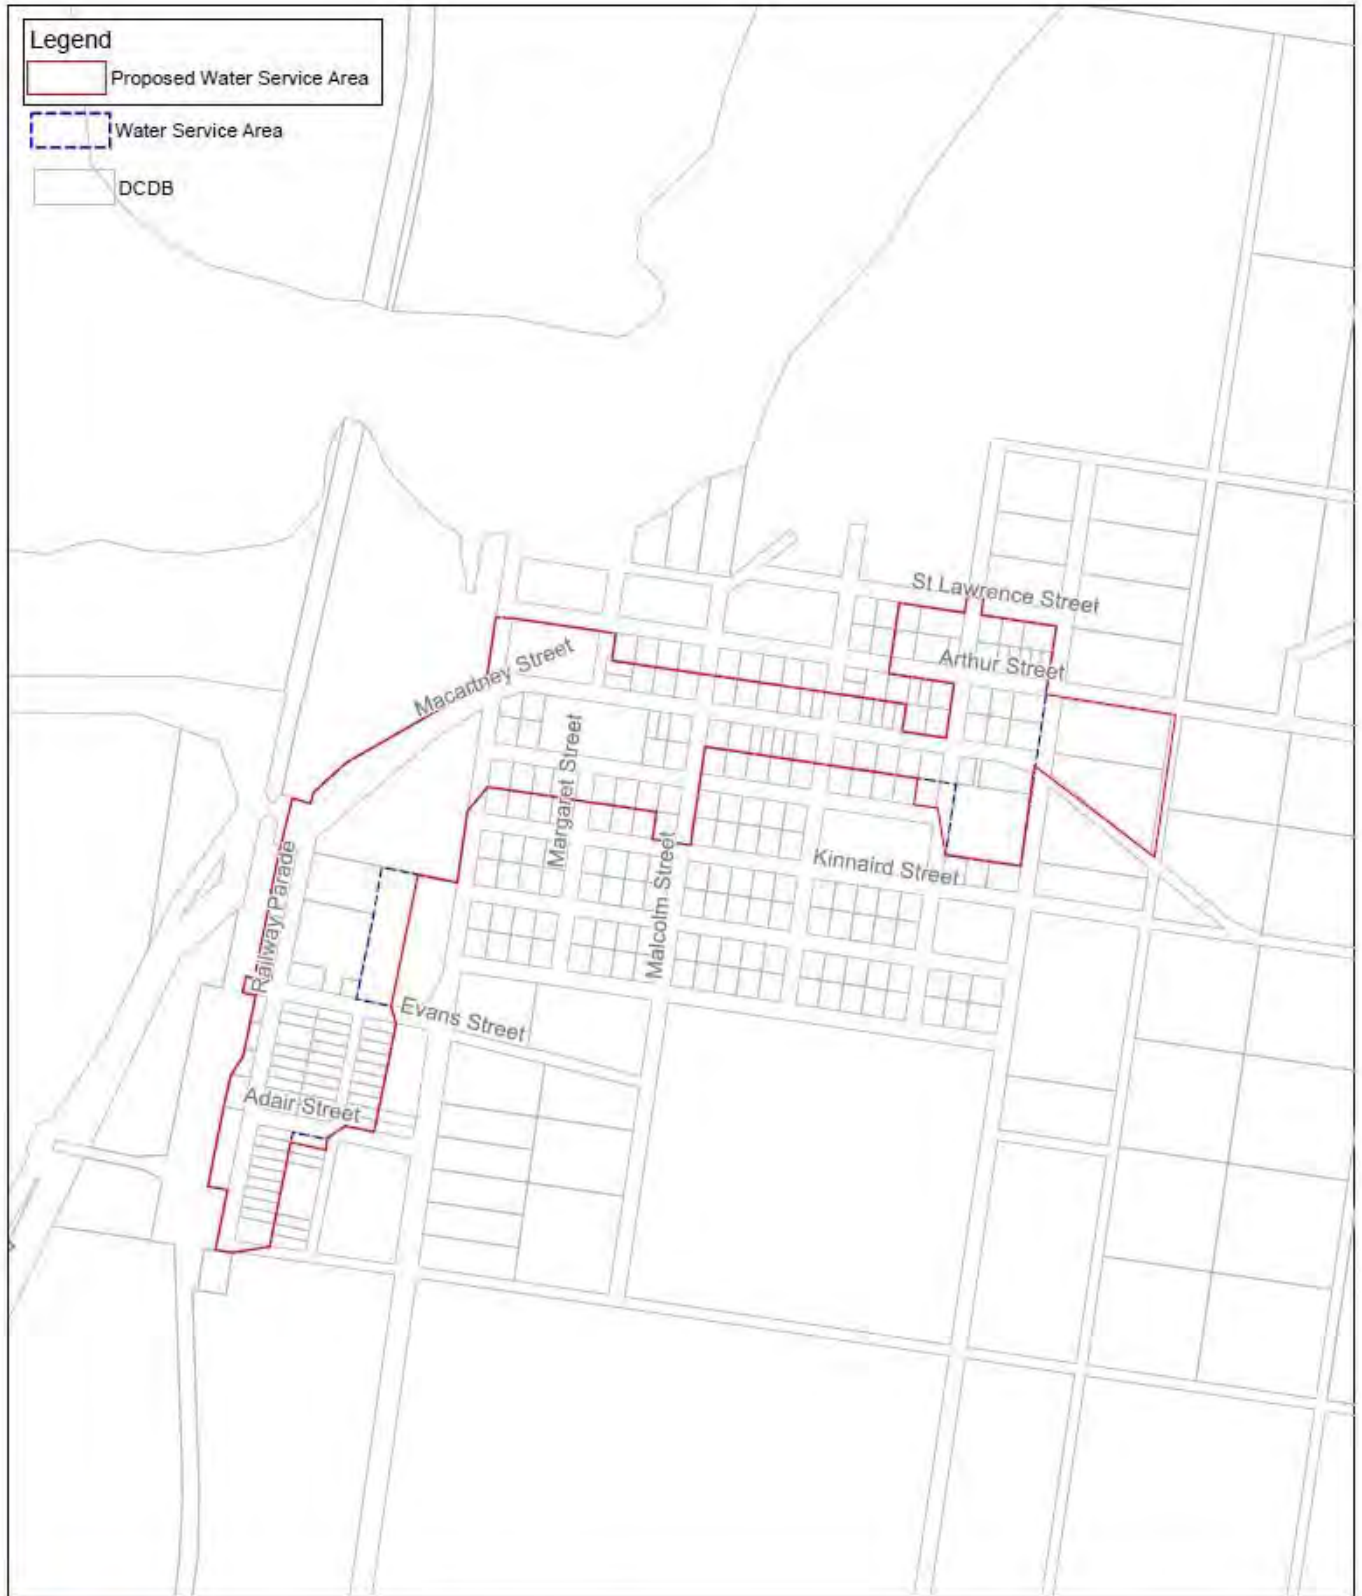 Legend
Proposed Water Service Area
Water Service Area
DCDB
St Lawrence Street
Arthur Street
Macartney Street
Margaret Street
Malcolm Street
Kinnaird Street
Railway Parade
Evans Street
Adair Street